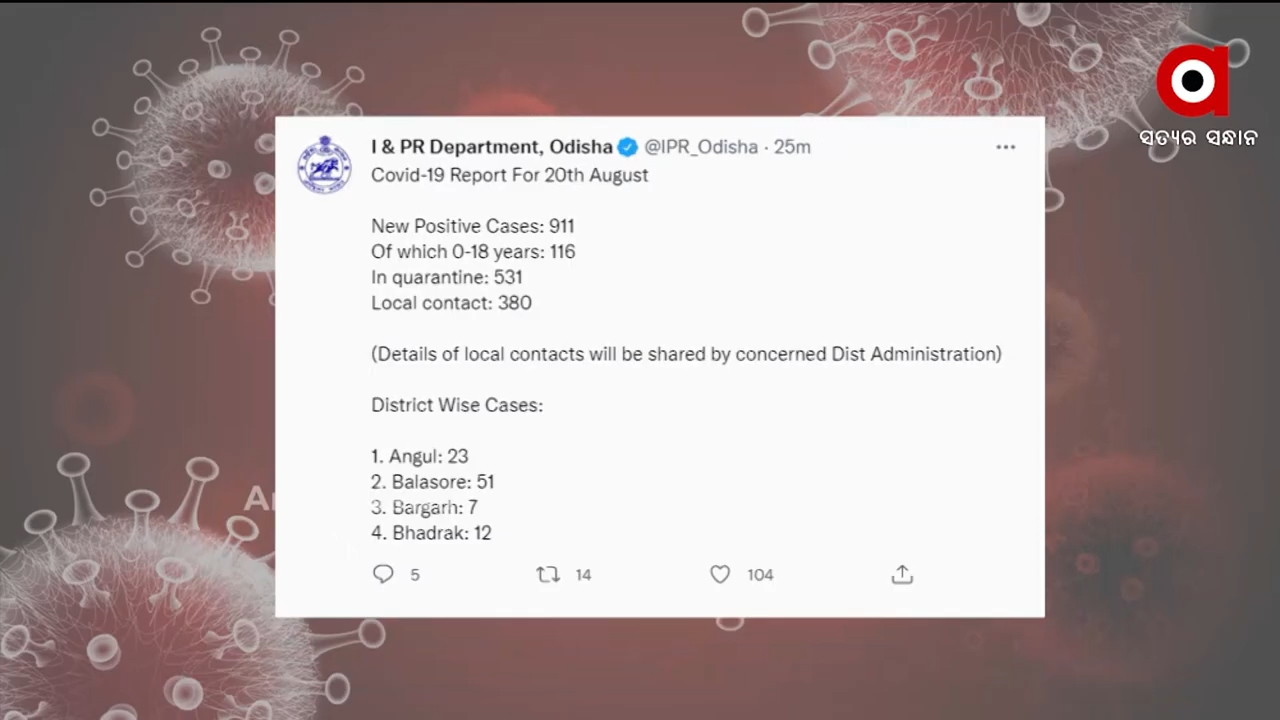 ସତ୍ୟର ସନ୍ଧାନ
I & PR Department, Odisha @IPR_Odisha · 25m
Covid-19 Report For 20th August
New Positive Cases: 911
Of which 0-18 years: 116
In quarantine: 531
Local contact: 380
(Details of local contacts will be shared by concerned Dist Administration)
District Wise Cases:
1. Angul: 23
2. Balasore: 51
3. Bargarh: 7
4. Bhadrak: 12
5 14 104